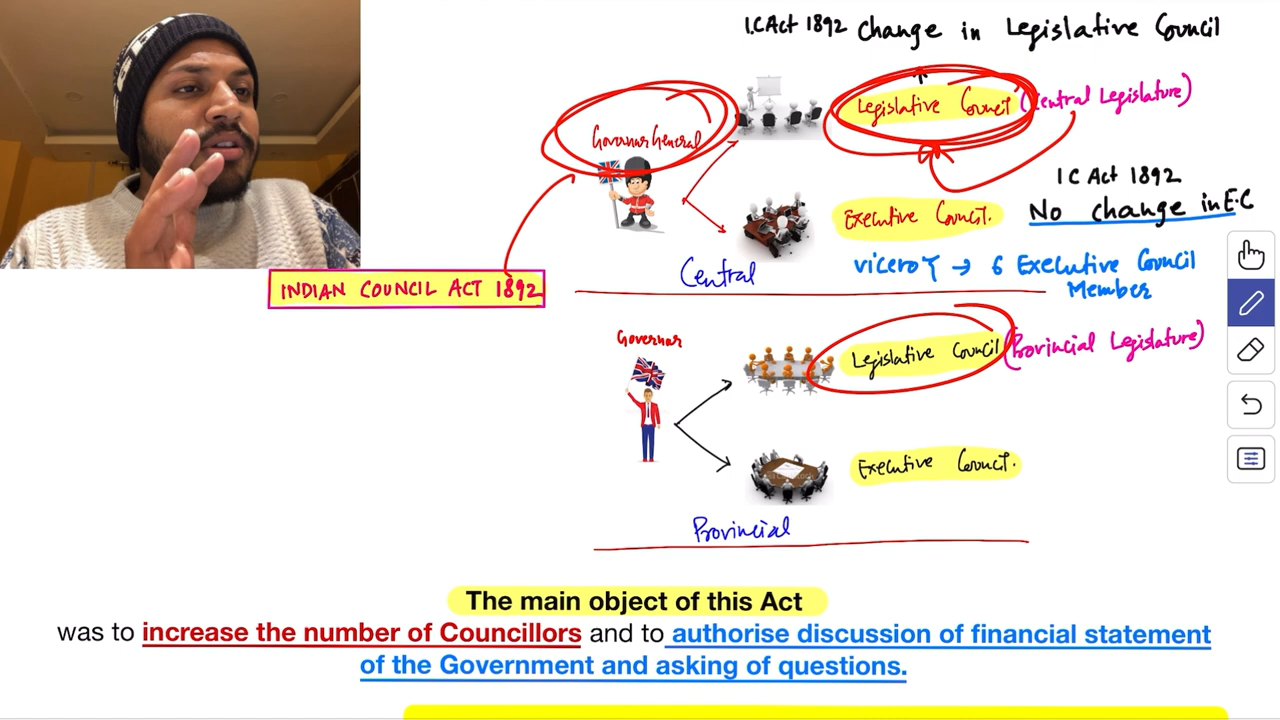 I.C Act 1892 Change in Legislative Council
Legislative Council (Central Legislature)
Governor General
I C Act 1892
Executive Council. No change in E.C
Central
Viceroy → 6 Executive Council
Member
INDIAN COUNCIL ACT 1892
Governor
Legislative Council (Provincial Legislature)
Executive Council.
Provincial
The main object of this Act
was to increase the number of Councillors and to authorise discussion of financial statement
of the Government and asking of questions.